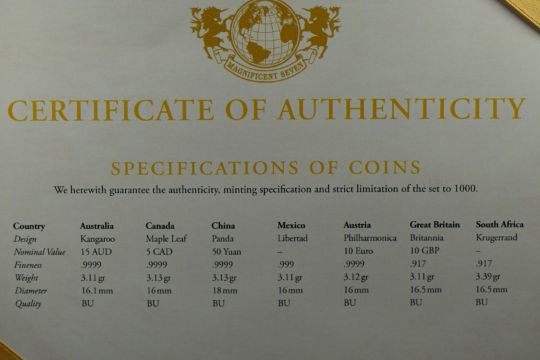 MAGNIFICENT SEVEN
CERTIFICATE OF AUTHENTICITY
SPECIFICATIONS OF COINS
We herewith guarantee the authenticity, minting specification and strict limitation of the set to 1000.
Country Australia Canada China Mexico Austria Great Britain South Africa
Design Kangaroo Maple Leaf Panda Libertad Philharmonica Britannia Krugerrand
Nominal Value 15 AUD 5 CAD 50 Yuan – 10 Euro 10 GBP –
Fineness .9999 .9999 .9999 .999 .9999 .917 .917
Weight 3.11 gr 3.13 gr 3.13 gr 3.11 gr 3.12 gr 3.11 gr 3.39 gr
Diameter 16.1 mm 16 mm 18 mm 16 mm 16 mm 16.5 mm 16.5 mm
Quality BU BU BU BU BU BU BU